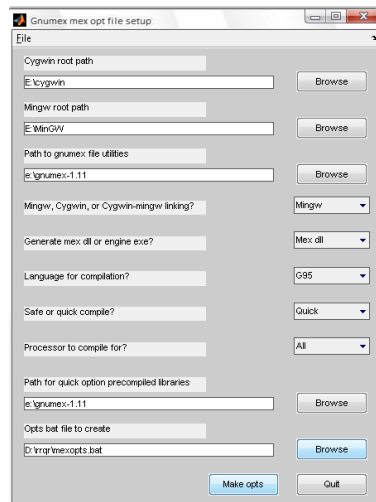 Gnumex mex opt file setup
File
Cygwin root path
E:\cygwin
Browse
Mingw root path
E:\MinGW
Browse
Path to gnumex file utilities
e:\gnumex-1.11
Browse
Mingw, Cygwin, or Cygwin-mingw linking?
Mingw
Generate mex dll or engine exe?
Mex dll
Language for compilation?
G95
Safe or quick compile?
Quick
Processor to compile for?
All
Path for quick option precompiled libraries
e:\gnumex-1.11
Browse
Opts bat file to create
D:\rrqr\mexopts.bat
Browse
Make opts
Quit